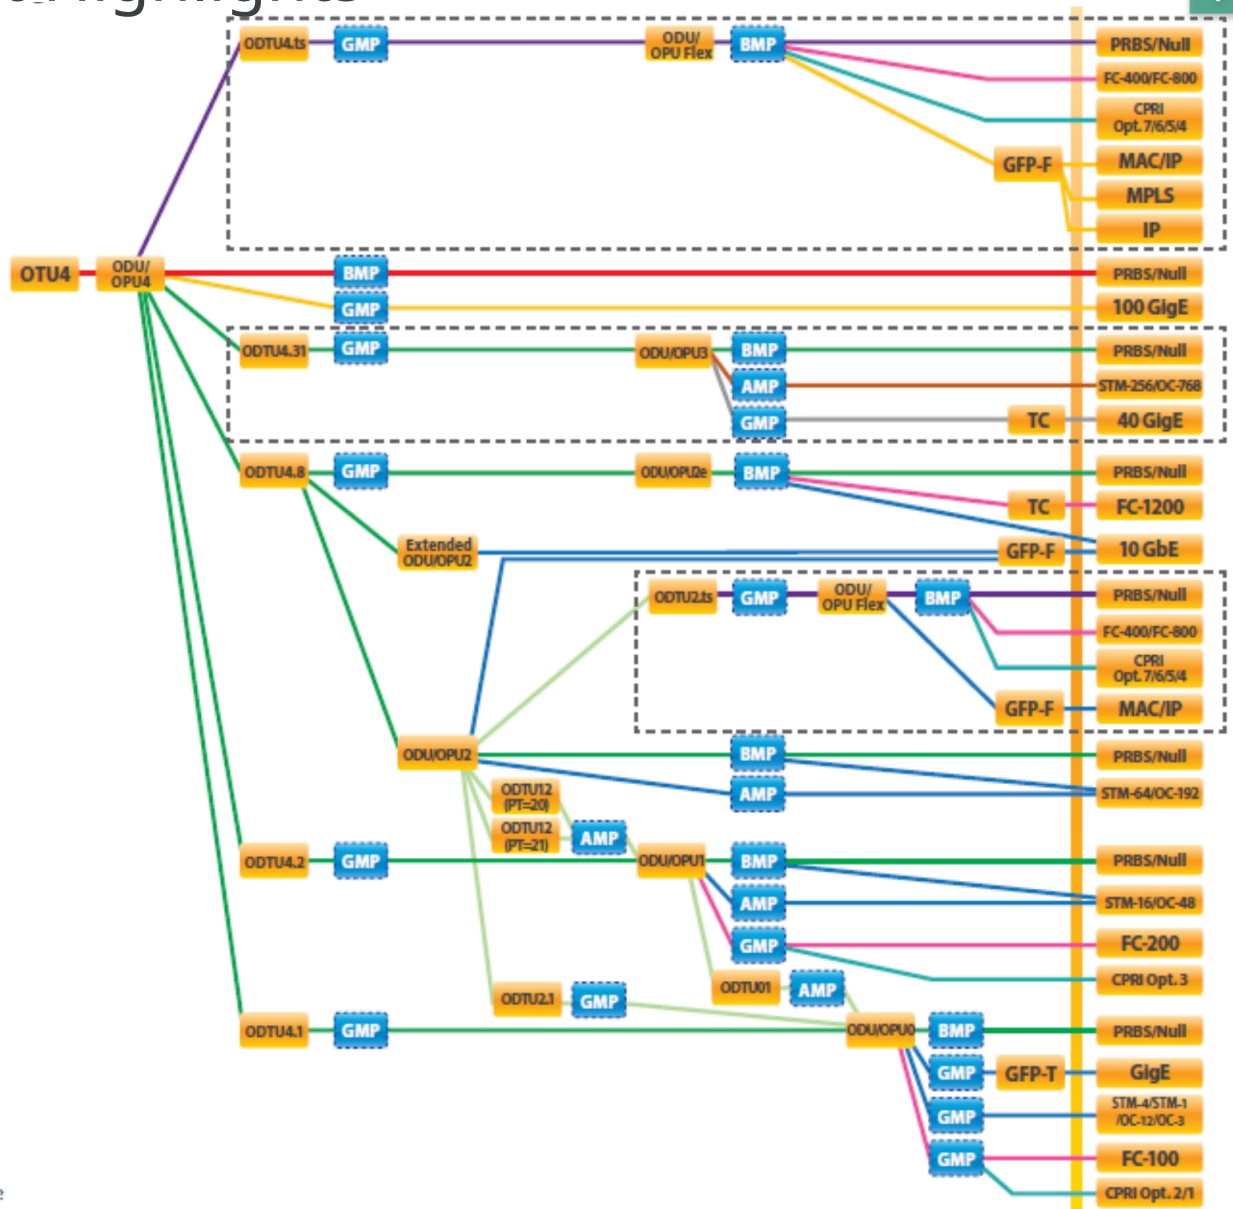 ghlights
ODTU4.ts
GMP
ODU/
OPU Flex
BMP
PRBS/Null
FC-400/FC-800
CPRI
Opt.7/6/5/4
GFP-F
MAC/IP
MPLS
IP
OTU4
ODU/
OPU4
BMP
PRBS/Null
GMP
100 GigE
ODTU4.31
GMP
ODU/OPU3
BMP
PRBS/Null
AMP
STM-256/OC-768
GMP
TC
40 GigE
ODTU4.8
GMP
ODU/OPU2e
BMP
PRBS/Null
TC
FC-1200
Extended
ODU/OPU2
GFP-F
10 GbE
ODTU2.ts
GMP
ODU/
OPU Flex
BMP
PRBS/Null
FC-400/FC-800
CPRI
Opt.7/6/5/4
GFP-F
MAC/IP
ODU/OPU2
BMP
PRBS/Null
AMP
STM-64/OC-192
ODTU12
(PT=20)
ODTU12
(PT=21)
AMP
ODTU4.2
GMP
ODU/OPU1
BMP
PRBS/Null
AMP
STM-16/OC-48
GMP
FC-200
CPRI Opt.3
ODTU01
AMP
ODTU2.1
GMP
ODTU4.1
GMP
ODU/OPU0
BMP
PRBS/Null
GMP
GFP-T
GigE
GMP
STM-4/STM-1
/OC-12/OC-3
GMP
FC-100
CPRI Opt.2/1
e